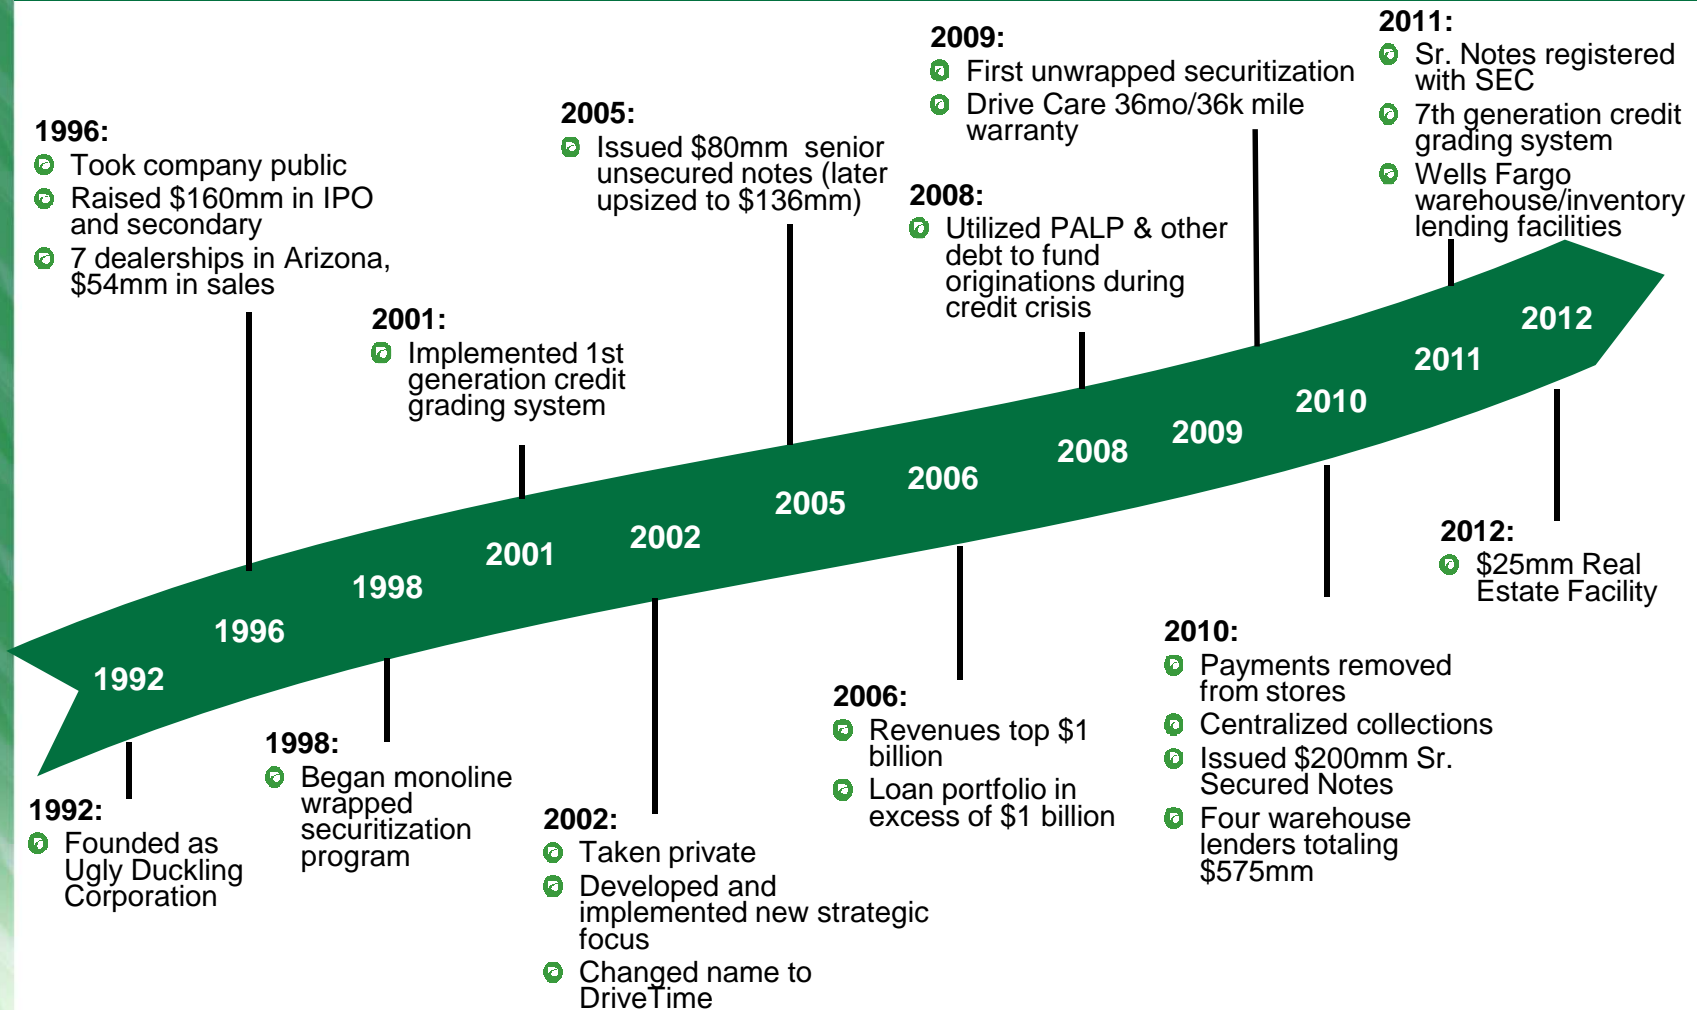 1996:
Took company public
Raised $160mm in IPO
and secondary
7 dealerships in Arizona,
$54mm in sales
2001:
Implemented 1st
generation credit
grading system
2005:
Issued $80mm senior
unsecured notes (later
upsized to $136mm)
2009:
First unwrapped securitization
Drive Care 36mo/36k mile
warranty
2008:
Utilized PALP & other
debt to fund
originations during
credit crisis
2011:
Sr. Notes registered
with SEC
7th generation credit
grading system
Wells Fargo
warehouse/inventory
lending facilities
1992
1996
1998
2001
2002
2005
2006
2008
2009
2010
2011
2012
1992:
Founded as
Ugly Duckling
Corporation
1998:
Began monoline
wrapped
securitization
program
2002:
Taken private
Developed and
implemented new strategic
focus
Changed name to
DriveTime
2006:
Revenues top $1
billion
Loan portfolio in
excess of $1 billion
2010:
Payments removed
from stores
Centralized collections
Issued $200mm Sr.
Secured Notes
Four warehouse
lenders totaling
$575mm
2012:
$25mm Real
Estate Facility